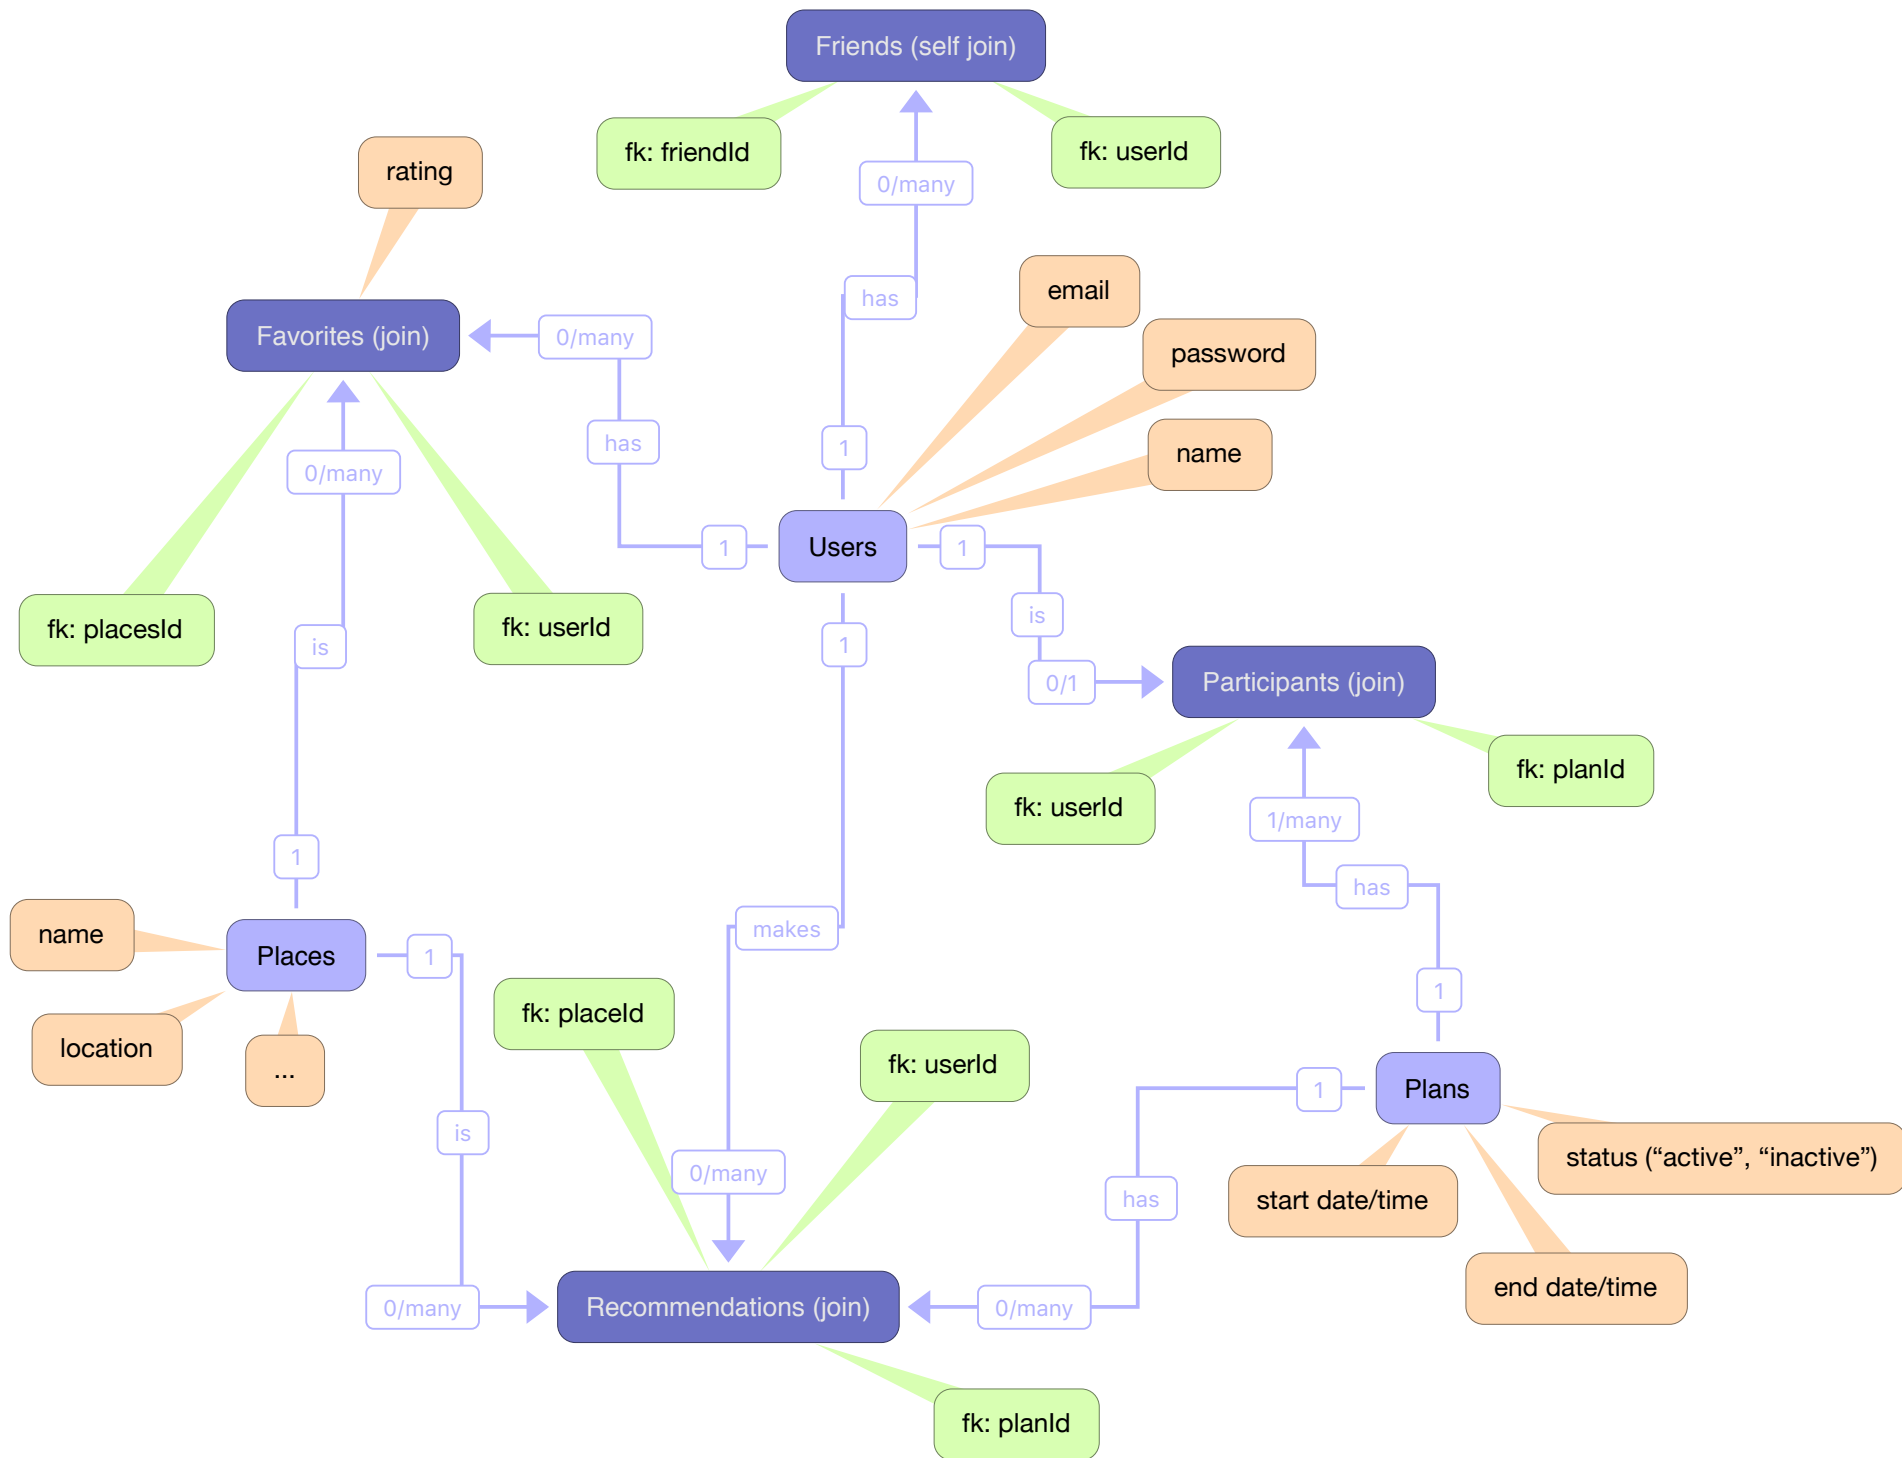 Friends (self join)
fk: friendId
fk: userId
0/many
rating
has
email
Favorites (join)
0/many
password
has
1
name
0/many
1
Users
1
fk: placesId
fk: userId
is
1
is
0/1
Participants (join)
fk: userId
fk: planId
1/many
1
has
name
Places
1
makes
1
location
...
fk: placeId
fk: userId
Plans
1
is
0/many
has
start date/time
status (“active”, “inactive”)
end date/time
0/many
Recommendations (join)
0/many
fk: planId